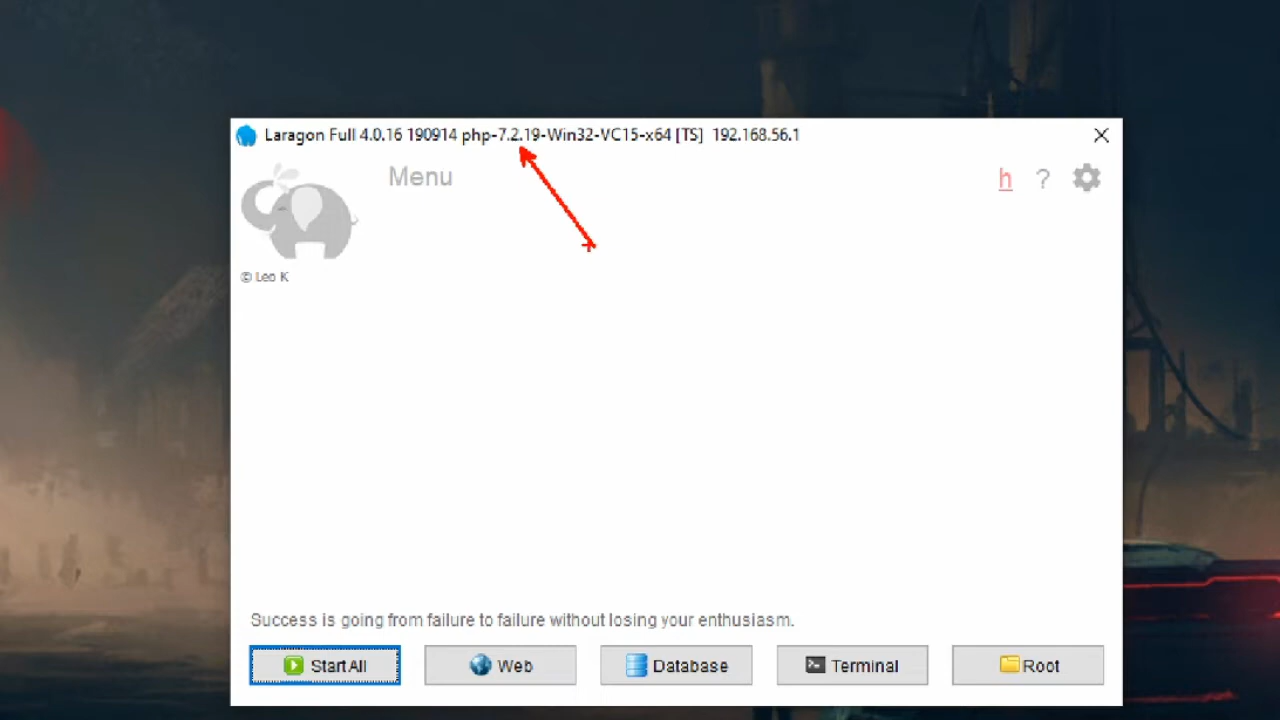 Laragon Full 4.0.16 190914 php-7.2.19-Win32-VC15-x64 [TS] 192.168.56.1
Menu
h ?
© Leo K
Success is going from failure to failure without losing your enthusiasm.
Start All Web Database Terminal Root